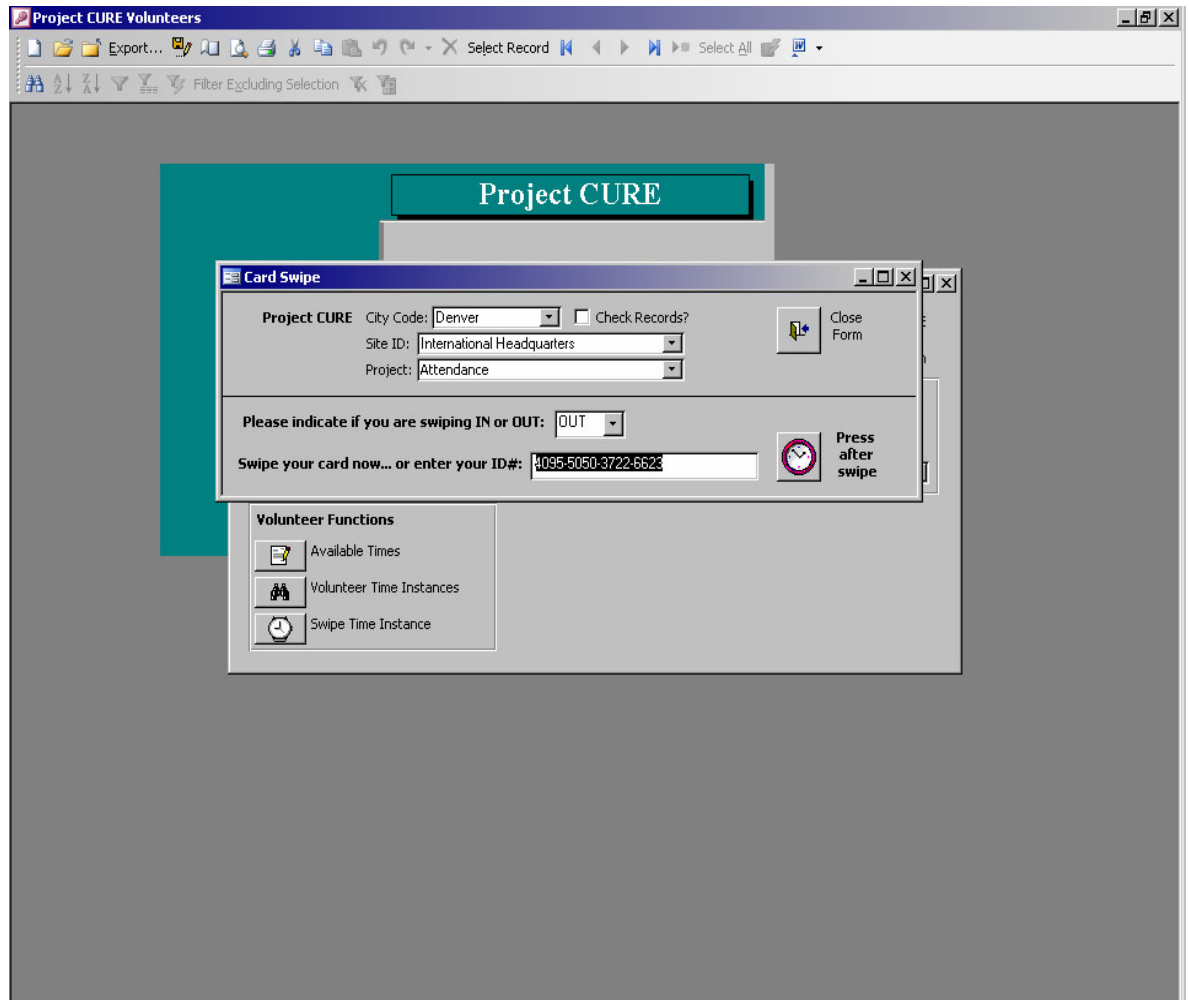 Project CURE Volunteers
Export... Select Record Select All
Filter Excluding Selection
Project CURE
Card Swipe
Project CURE City Code: Denver Check Records? Close Form
Site ID: International Headquarters
Project: Attendance
Please indicate if you are swiping IN or OUT: OUT
Swipe your card now... or enter your ID#: 4095-5050-3722-6623
Press
after
swipe
Volunteer Functions
Available Times
Volunteer Time Instances
Swipe Time Instance